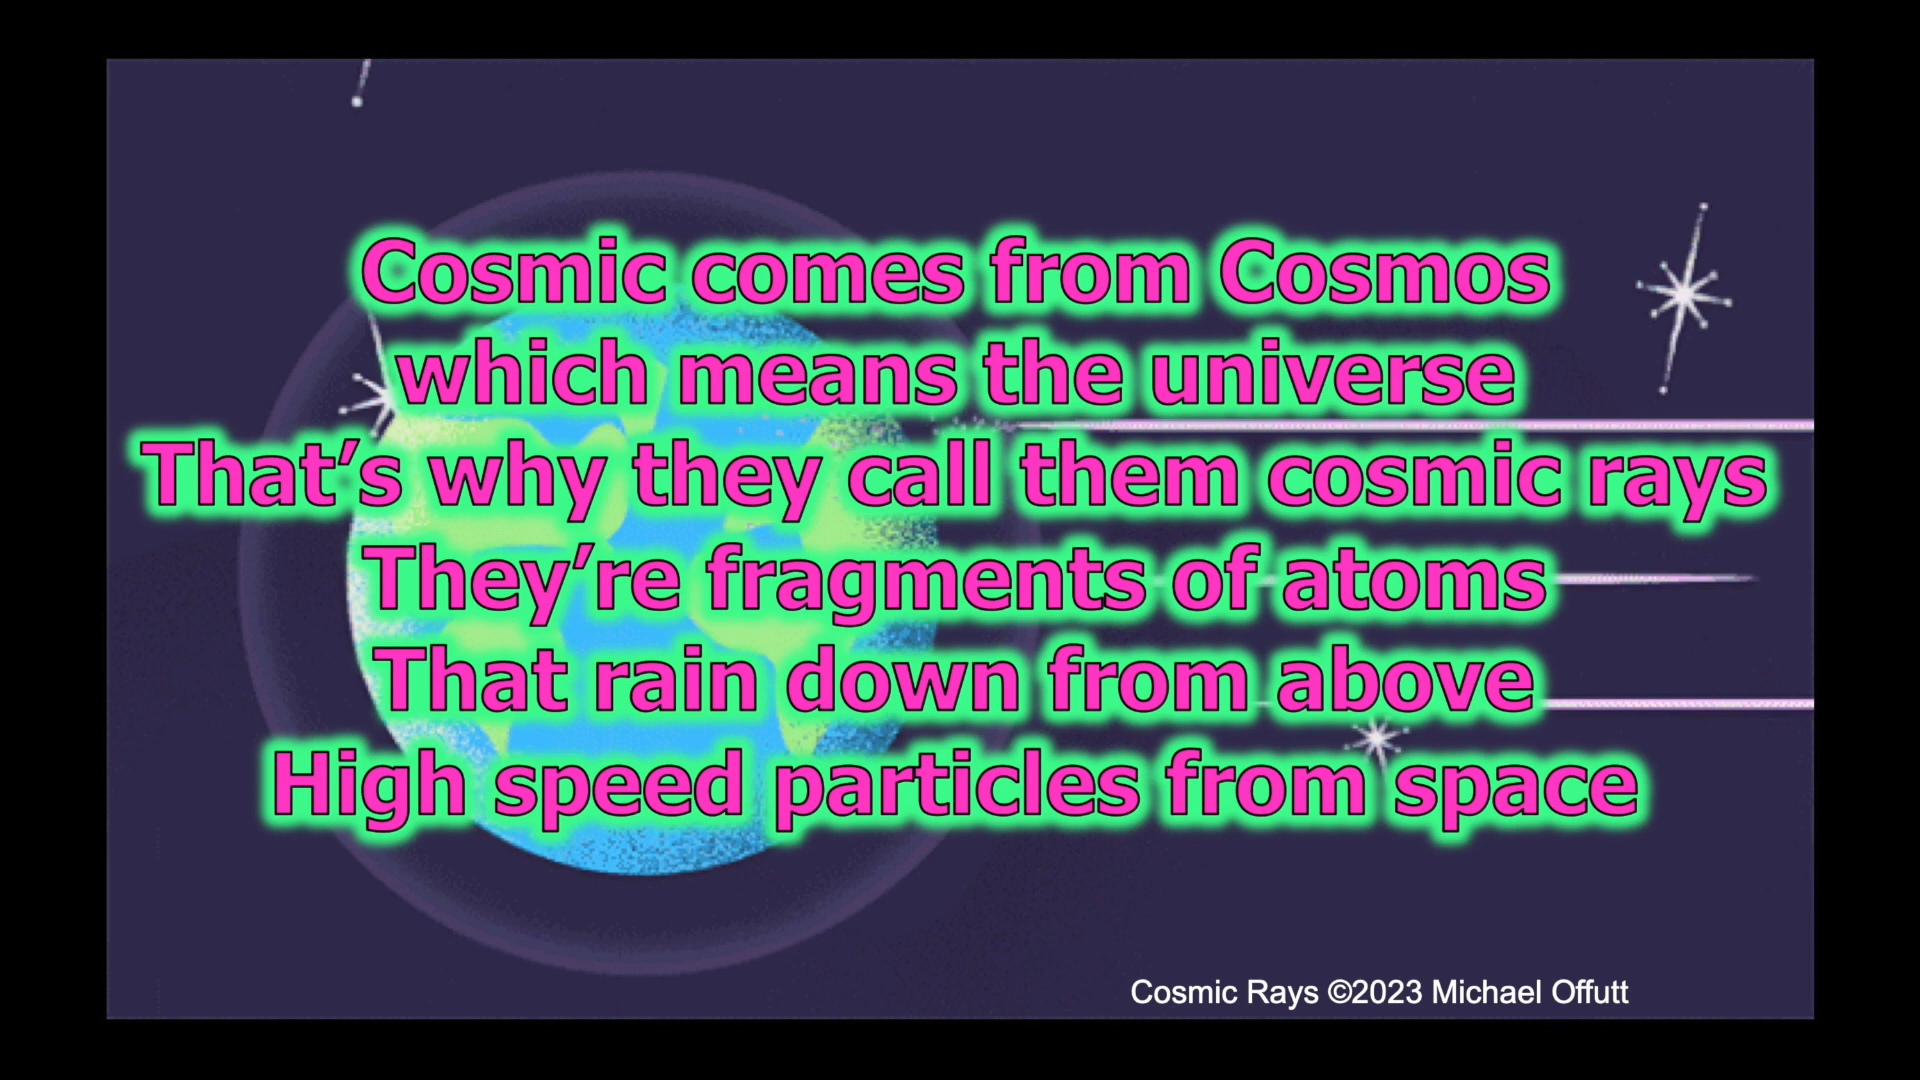 Cosmic comes from Cosmos
which means the universe
That’s why they call them cosmic rays
They’re fragments of atoms
That rain down from above
High speed particles from space
Cosmic Rays ©2023 Michael Offutt